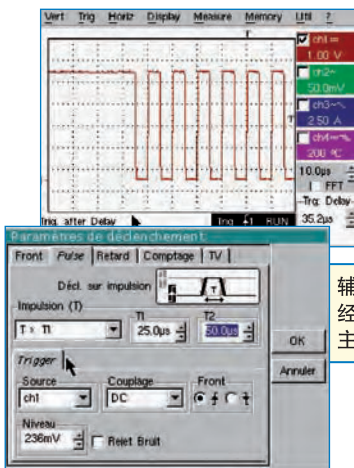 Vert Trig Horiz Display Measure Memory Util ?
T
ch1
1.00 V
ch2
50.0mV
ch3
2.50 A
ch4
200 ºC
10.0µs
FFT
Trg: Delay
35.2µs
T
Trig. after Delay
Trig 1 RUN
Paramètres de déclenchement
Front Pulse Retard Comptage TV
Décl. sur impulsion
T
Impulsion (T)
T1 T2
T > T1 25.0µs 50.0µs
OK
Annuler
Trigger
Source Couplage Front
ch1 DC
Niveau
236mV Rejet Bruit
辅
经
主